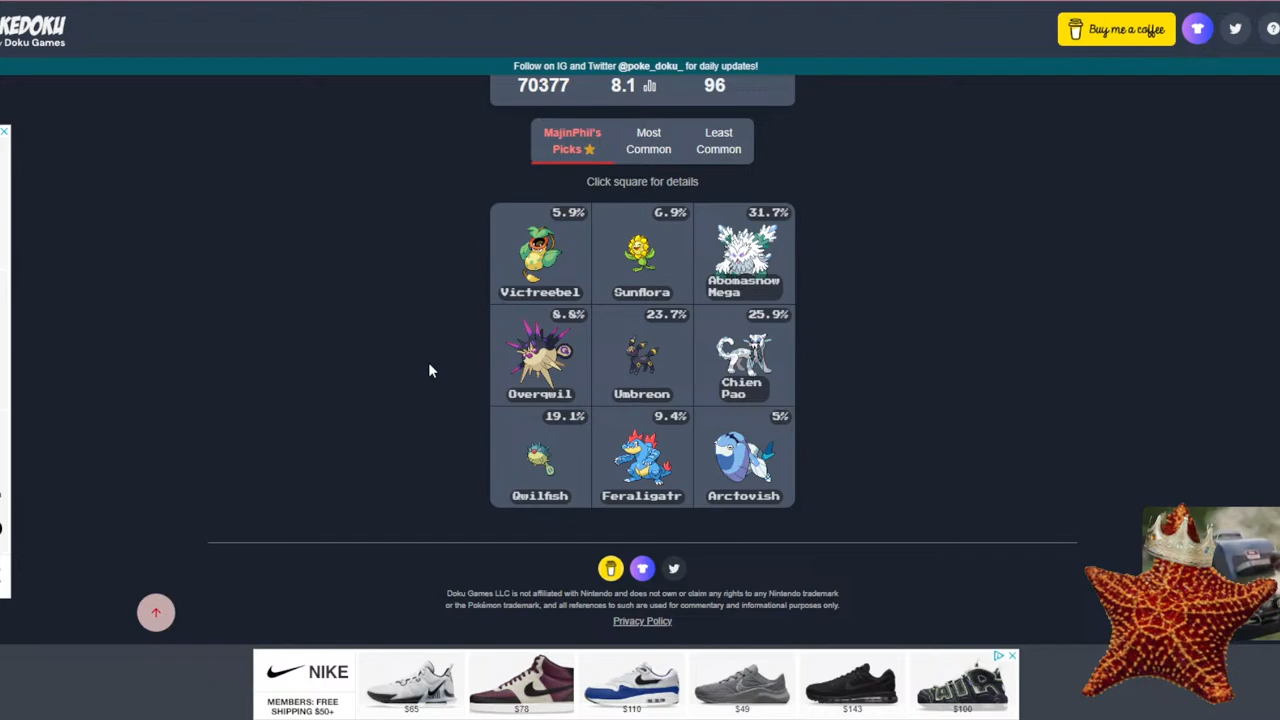 KEDOKU
Doku Games
Buy me a coffee
?
Follow on IG and Twitter @poke_doku_ for daily updates!
70377 8.1 96
MajinPhil's Most Least
Picks Common Common
Click square for details
5.9% 6.9% 31.7%
Victreebel Sunflora Abomasnow
Mega
8.8% 23.7% 25.9%
Overqwil Umbreon Chien
Pao
19.1% 9.4% 5%
Qwilfish Feraligatr Arctovish
Doku Games LLC is not affiliated with Nintendo and does not own or claim any rights to any Nintendo trademark
or the Pokémon trademark, and all references to such are used for commentary and informational purposes only.
Privacy Policy
NIKE
MEMBERS: FREE
SHIPPING $50+
$65 $78 $110 $49 $143 $100